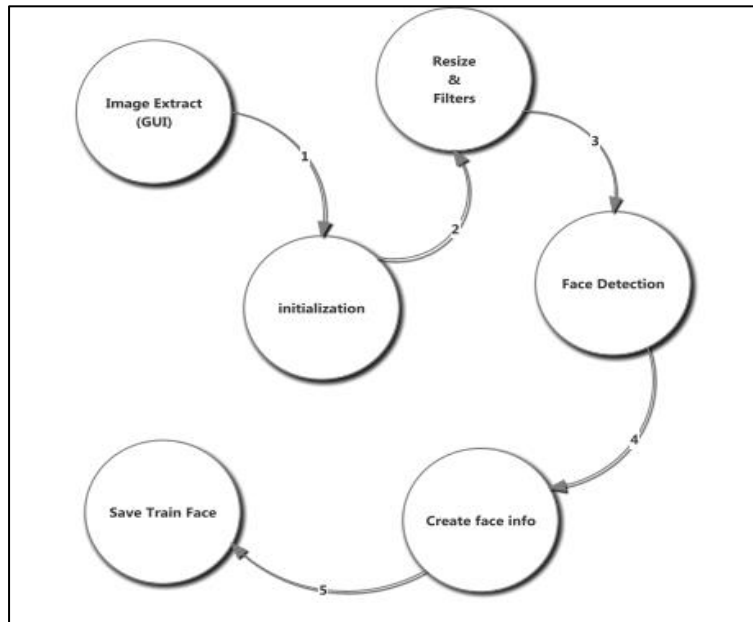 Image Extract
(GUI)
1
initialization
2
Resize
&
Filters
3
Face Detection
4
Create face info
5
Save Train Face